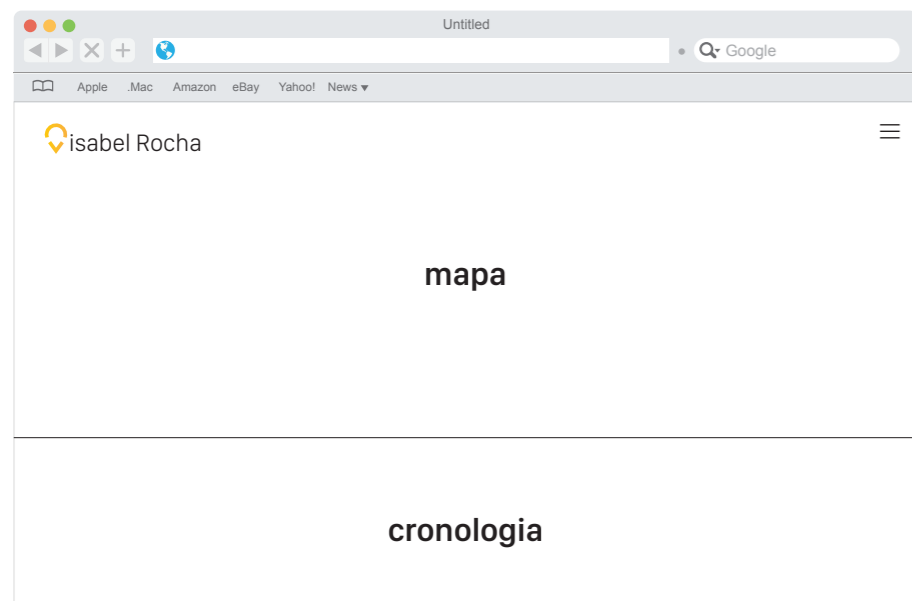 Untitled
Google
Apple .Mac Amazon eBay Yahoo! News
isabel Rocha
mapa
cronologia